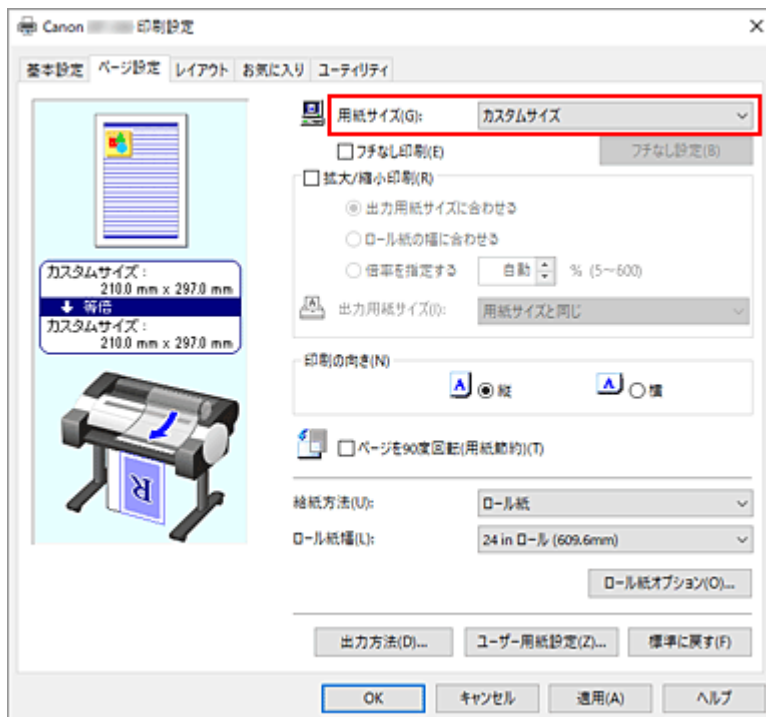 Canon 印刷設定
基本設定 ページ設定 レイアウト お気に入り ユーティリティ
用紙サイズ(G): カスタムサイズ
フチなし印刷(E) フチなし設定(B)
拡大/縮小印刷(R)
出力用紙サイズに合わせる
ロール紙の幅に合わせる
倍率を指定する 自動 % (5～600)
出力用紙サイズ(I): 用紙サイズと同じ
カスタムサイズ :
210.0 mm x 297.0 mm
等倍
カスタムサイズ :
210.0 mm x 297.0 mm
印刷の向き(N)
A 縦 A 横
R
ページを90度回転(用紙節約)(T)
給紙方法(U): ロール紙
ロール紙幅(L): 24 in ロール (609.6mm)
ロール紙オプション(O)...
出力方法(D)... ユーザー用紙設定(Z)... 標準に戻す(F)
OK キャンセル 適用(A) ヘルプ